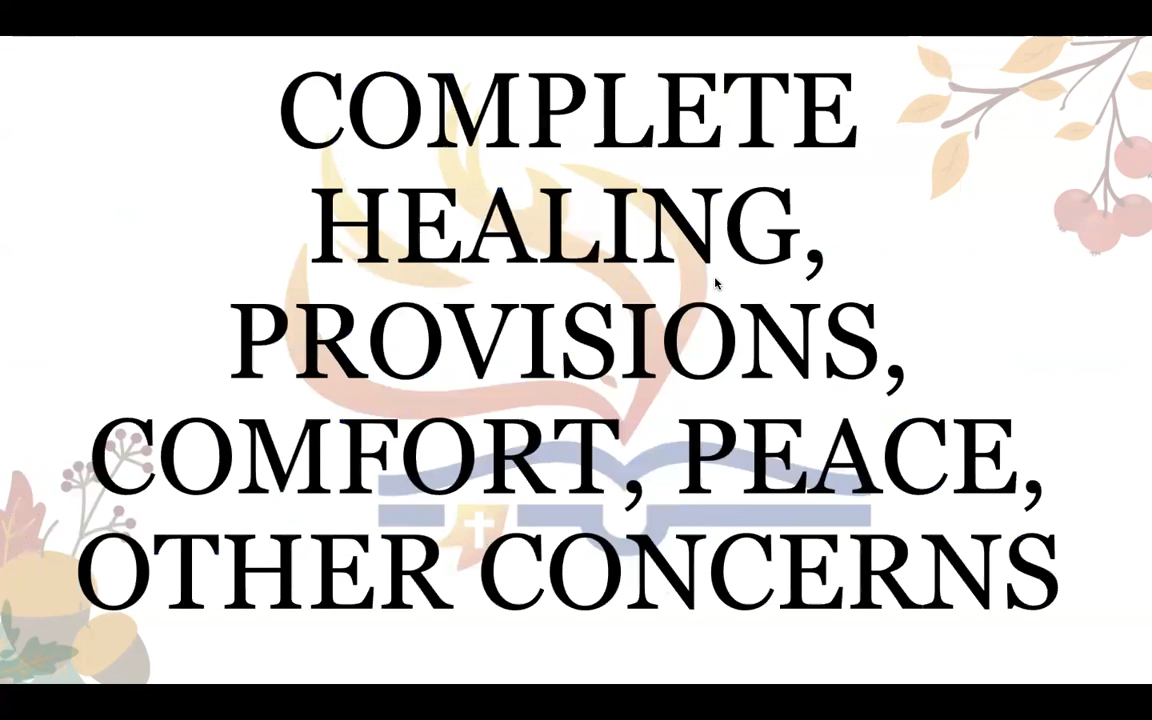 COMPLETE
HEALING,
PROVISIONS,
COMFORT, PEACE,
OTHER CONCERNS